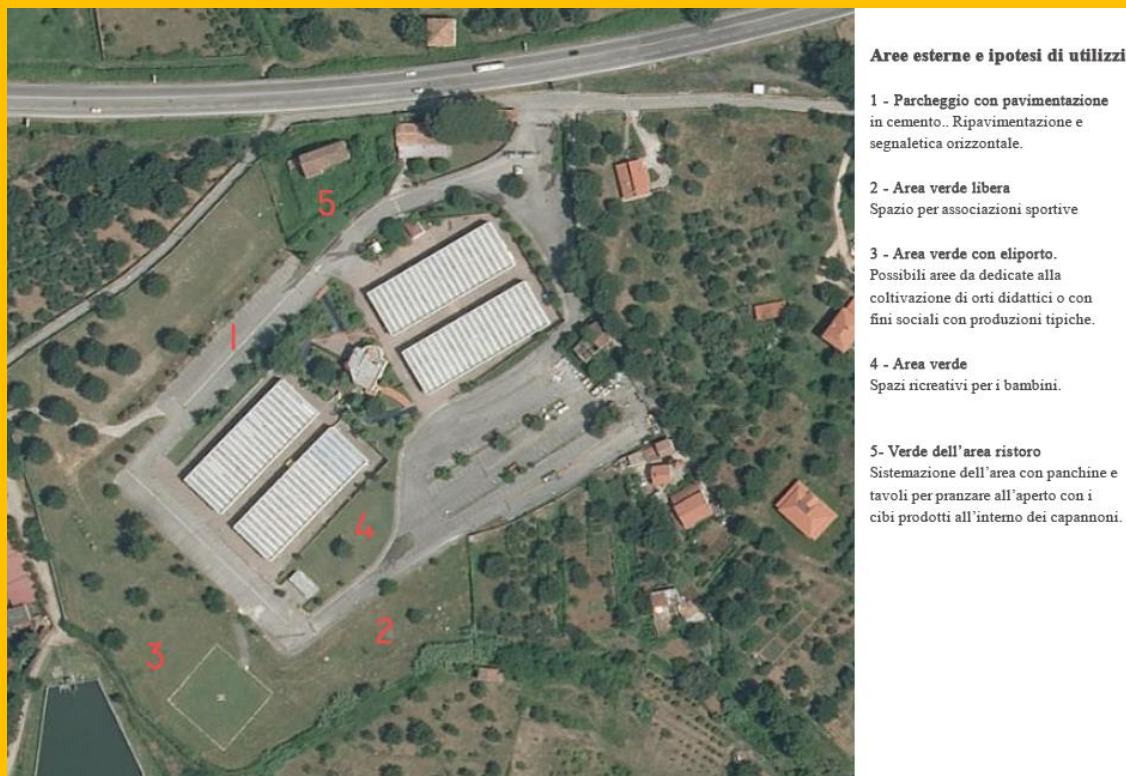 Aree esterne e ipotesi di utilizzi
1 - Parcheggio con pavimentazione
in cemento.. Ripavimentazione e
segnaletica orizzontale.
2 - Area verde libera
Spazio per associazioni sportive
3 - Area verde con eliporto.
Possibili aree da dedicate alla
coltivazione di orti didattici o con
fini sociali con produzioni tipiche.
4 - Area verde
Spazi ricreativi per i bambini.
5- Verde dell'area ristoro
Sistemazione dell'area con panchine e
tavoli per pranzare all'aperto con i
cibi prodotti all'interno dei capannoni.
5
1
4
2
3